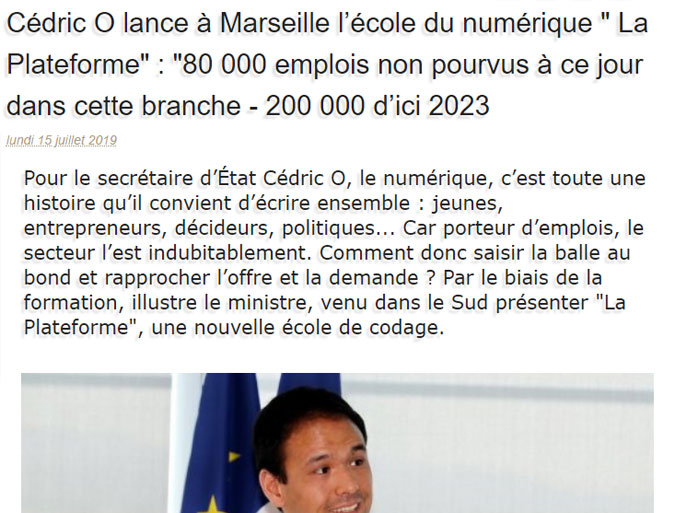 Cédric O lance à Marseille l’école du numérique " La
Plateforme" : "80 000 emplois non pourvus à ce jour
dans cette branche - 200 000 d’ici 2023
lundi 15 juillet 2019
Pour le secrétaire d’État Cédric O, le numérique, c’est toute une
histoire qu’il convient d’écrire ensemble : jeunes,
entrepreneurs, décideurs, politiques... Car porteur d’emplois, le
secteur l’est indubitablement. Comment donc saisir la balle au
bond et rapprocher l’offre et la demande ? Par le biais de la
formation, illustre le ministre, venu dans le Sud présenter "La
Plateforme", une nouvelle école de codage.